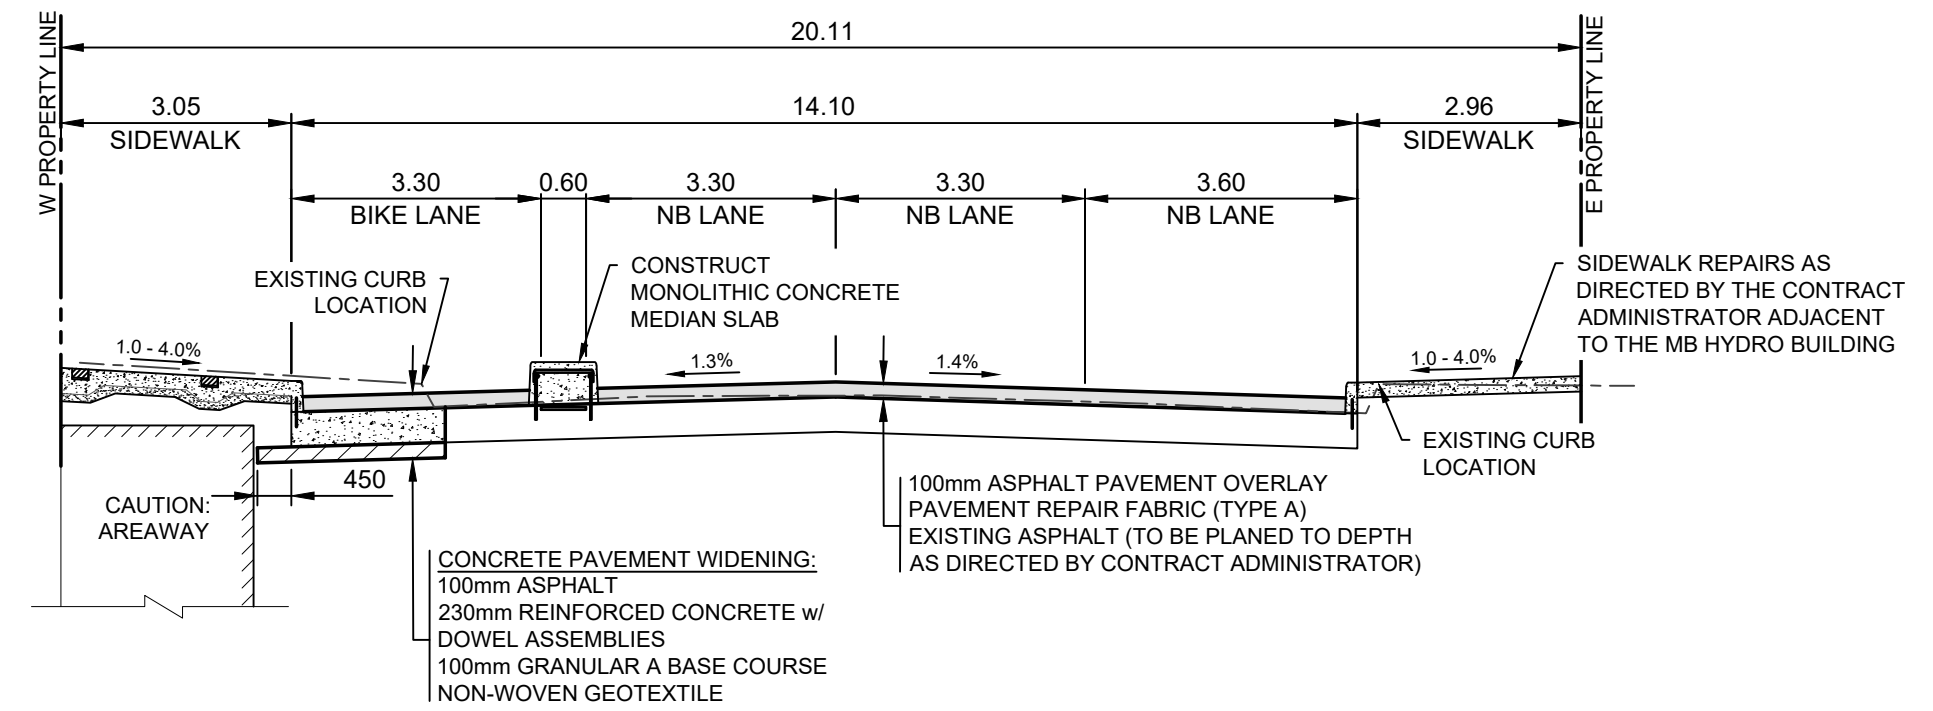 W PROPERTY LINE
20.11
E PROPERTY LINE
3.05
SIDEWALK
14.10
2.96
SIDEWALK
3.30
BIKE LANE
0.60
3.30
NB LANE
3.30
NB LANE
3.60
NB LANE
EXISTING CURB
LOCATION
CONSTRUCT
MONOLITHIC CONCRETE
MEDIAN SLAB
SIDEWALK REPAIRS AS
DIRECTED BY THE CONTRACT
ADMINISTRATOR ADJACENT
TO THE MB HYDRO BUILDING
1.0 - 4.0%
1.3%
1.4%
1.0 - 4.0%
EXISTING CURB
LOCATION
450
CAUTION:
AREAWAY
100mm ASPHALT PAVEMENT OVERLAY
PAVEMENT REPAIR FABRIC (TYPE A)
EXISTING ASPHALT (TO BE PLANED TO DEPTH
AS DIRECTED BY CONTRACT ADMINISTRATOR)
CONCRETE PAVEMENT WIDENING:
100mm ASPHALT
230mm REINFORCED CONCRETE w/
DOWEL ASSEMBLIES
100mm GRANULAR A BASE COURSE
NON-WOVEN GEOTEXTILE